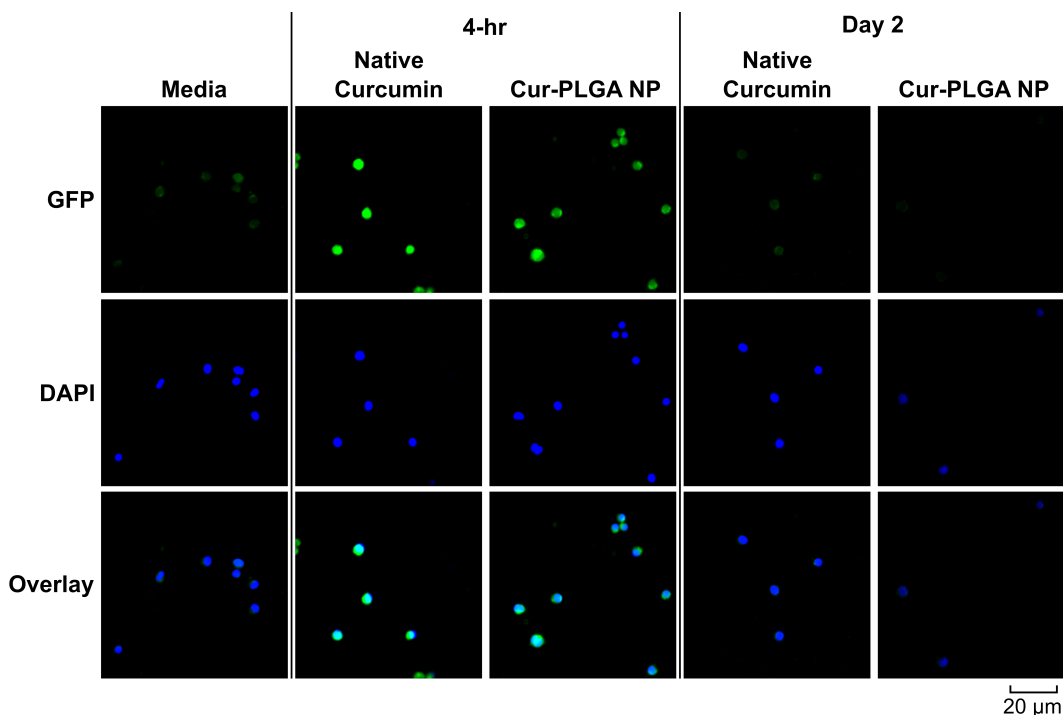 4-hr
Day 2
Media
Native
Curcumin
Cur-PLGA NP
Native
Curcumin
Cur-PLGA NP
GFP
DAPI
Overlay
20 μm